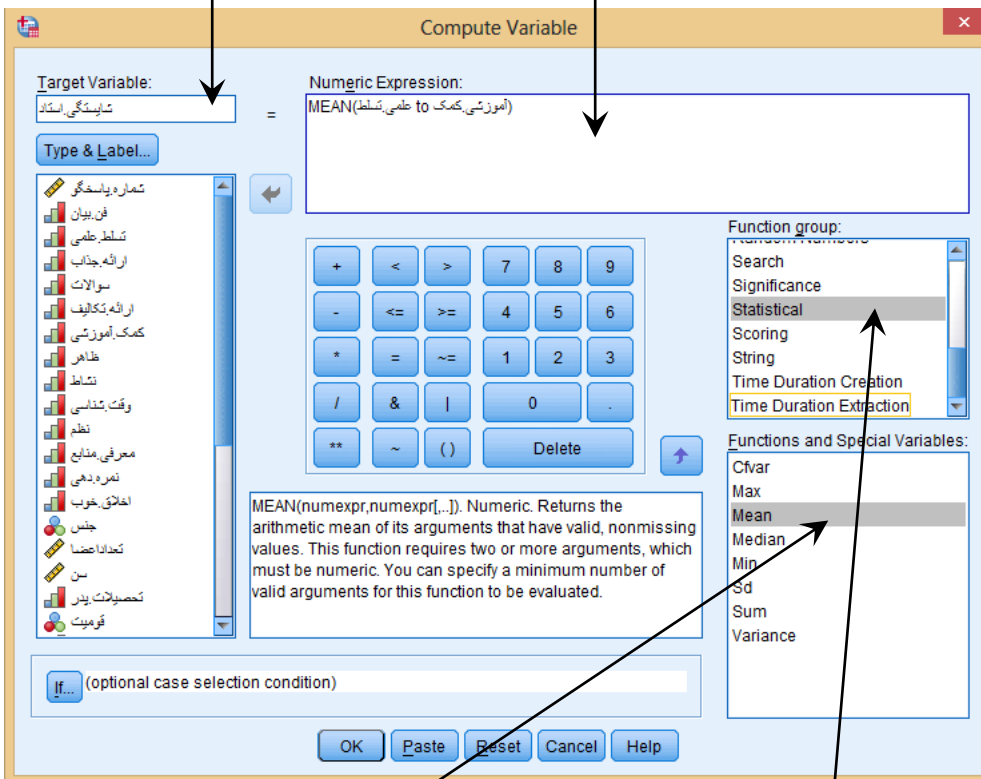 Compute Variable
Target Variable:
شایستگی.استاد
=
Type & Label...
Numeric Expression:
MEAN(علمی.تسلط to آموزشی.کمک)
شماره.پاسخگو
فن.بیان
تسلط.علمی
ارائه.جذاب
سوالات
ارائه.تکالیف
کمک.آموزشی
ظاهر
نشاط
وقت.شناسی
نظم
معرفی.منابع
نمره.دهی
اخلاق.خوب
جنس
تعداداعضا
سن
تحصیلات.پدر
قومیت
+ < > 7 8 9
- <= >= 4 5 6
* = ~= 1 2 3
/ & | 0 .
** ~ ( ) Delete
MEAN(numexpr,numexpr[,..]). Numeric. Returns the
arithmetic mean of its arguments that have valid, nonmissing
values. This function requires two or more arguments, which
must be numeric. You can specify a minimum number of
valid arguments for this function to be evaluated.
Function group:
Random Numbers
Search
Significance
Statistical
Scoring
String
Time Duration Creation
Time Duration Extraction
Functions and Special Variables:
Cfvar
Max
Mean
Median
Min
Sd
Sum
Variance
If... (optional case selection condition)
OK Paste Reset Cancel Help